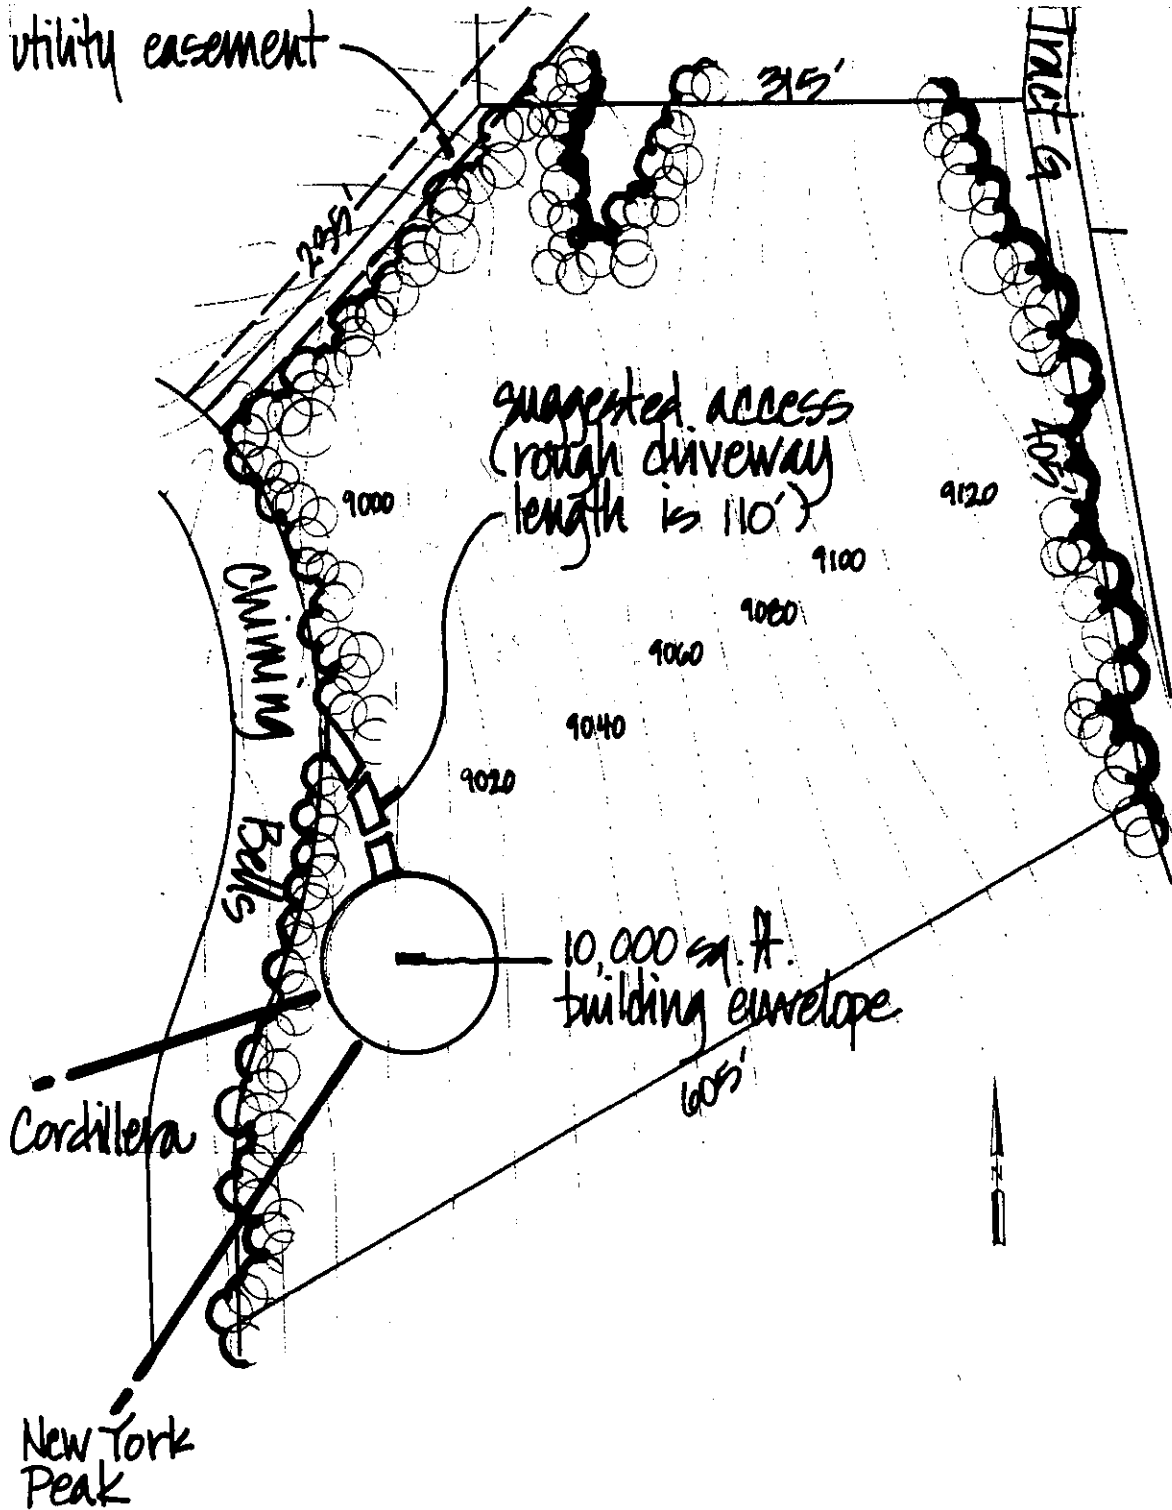 utility easement
315'
Tract G
235'
suggested access
(rough driveway
length is 110')
405'
9000
9120
9100
9080
9060
9040
9020
Chiming
Bells
10,000 sq. ft.
building envelope
605'
Cordillera
N
New York
Peak